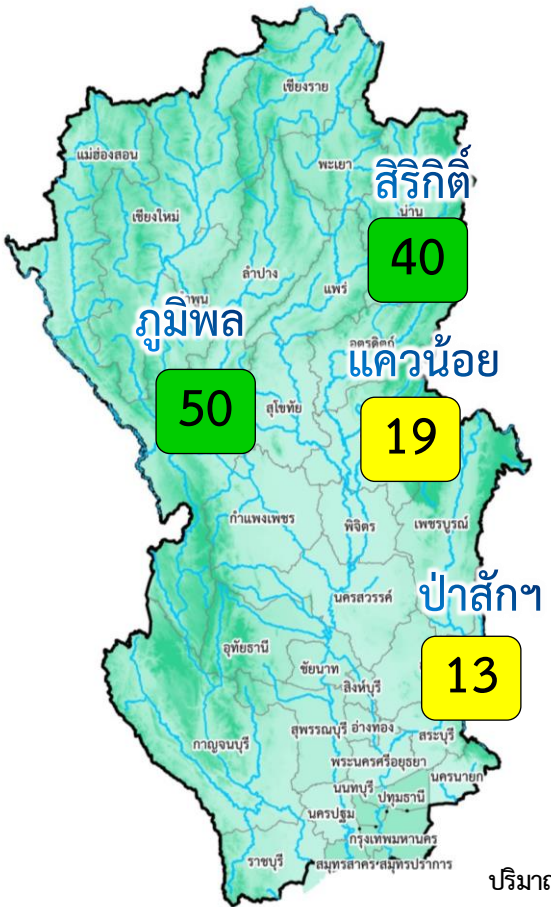 เชียงราย
แม่ฮ่องสอน
พะเยา
สิริกิติ์
น่าน
เชียงใหม่
40
ลำปาง
แพร่
ลำพูน
ภูมิพล
อุตรดิตถ์
แควน้อย
50
สุโขทัย
19
กำแพงเพชร
พิจิตร
เพชรบูรณ์
นครสวรรค์
ป่าสักฯ
อุทัยธานี
ชัยนาท
13
สิงห์บุรี
สุพรรณบุรี อ่างทอง
สระบุรี
กาญจนบุรี
พระนครศรีอยุธยา
นครนายก
นนทบุรี
ปทุมธานี
นครปฐม
กรุงเทพมหานคร
ราชบุรี
สมุทรสาคร สมุทรปราการ